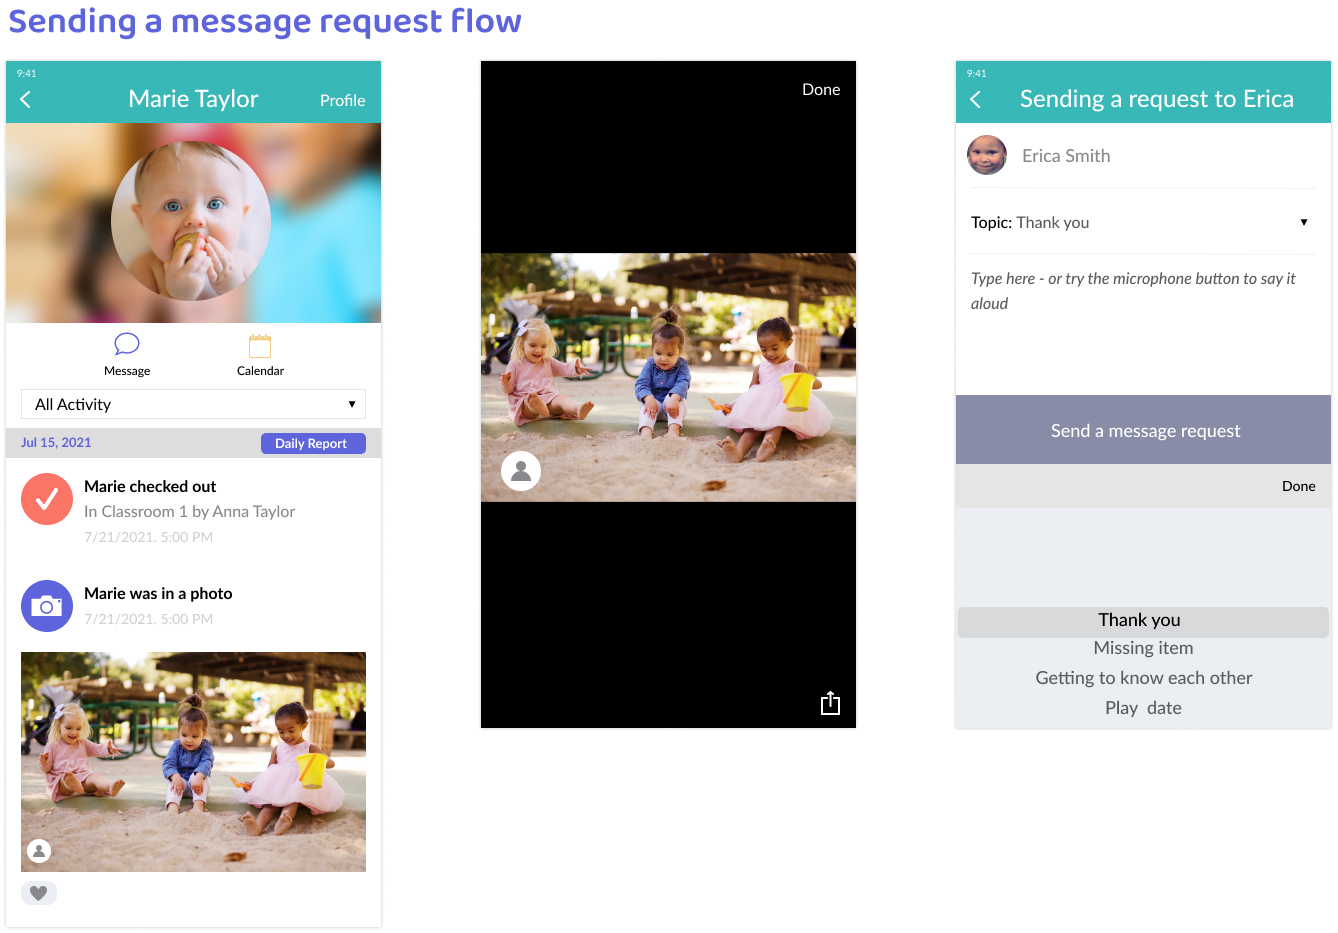 Sending a message request flow
9:41
Marie Taylor
Profile
Message
Calendar
All Activity
Jul 15, 2021
Daily Report
Marie checked out
In Classroom 1 by Anna Taylor
7/21/2021. 5:00 PM
Marie was in a photo
7/21/2021. 5:00 PM
Done
9:41
Sending a request to Erica
Erica Smith
Topic: Thank you
Type here - or try the microphone button to say it
aloud
Send a message request
Done
Thank you
Missing item
Getting to know each other
Play date